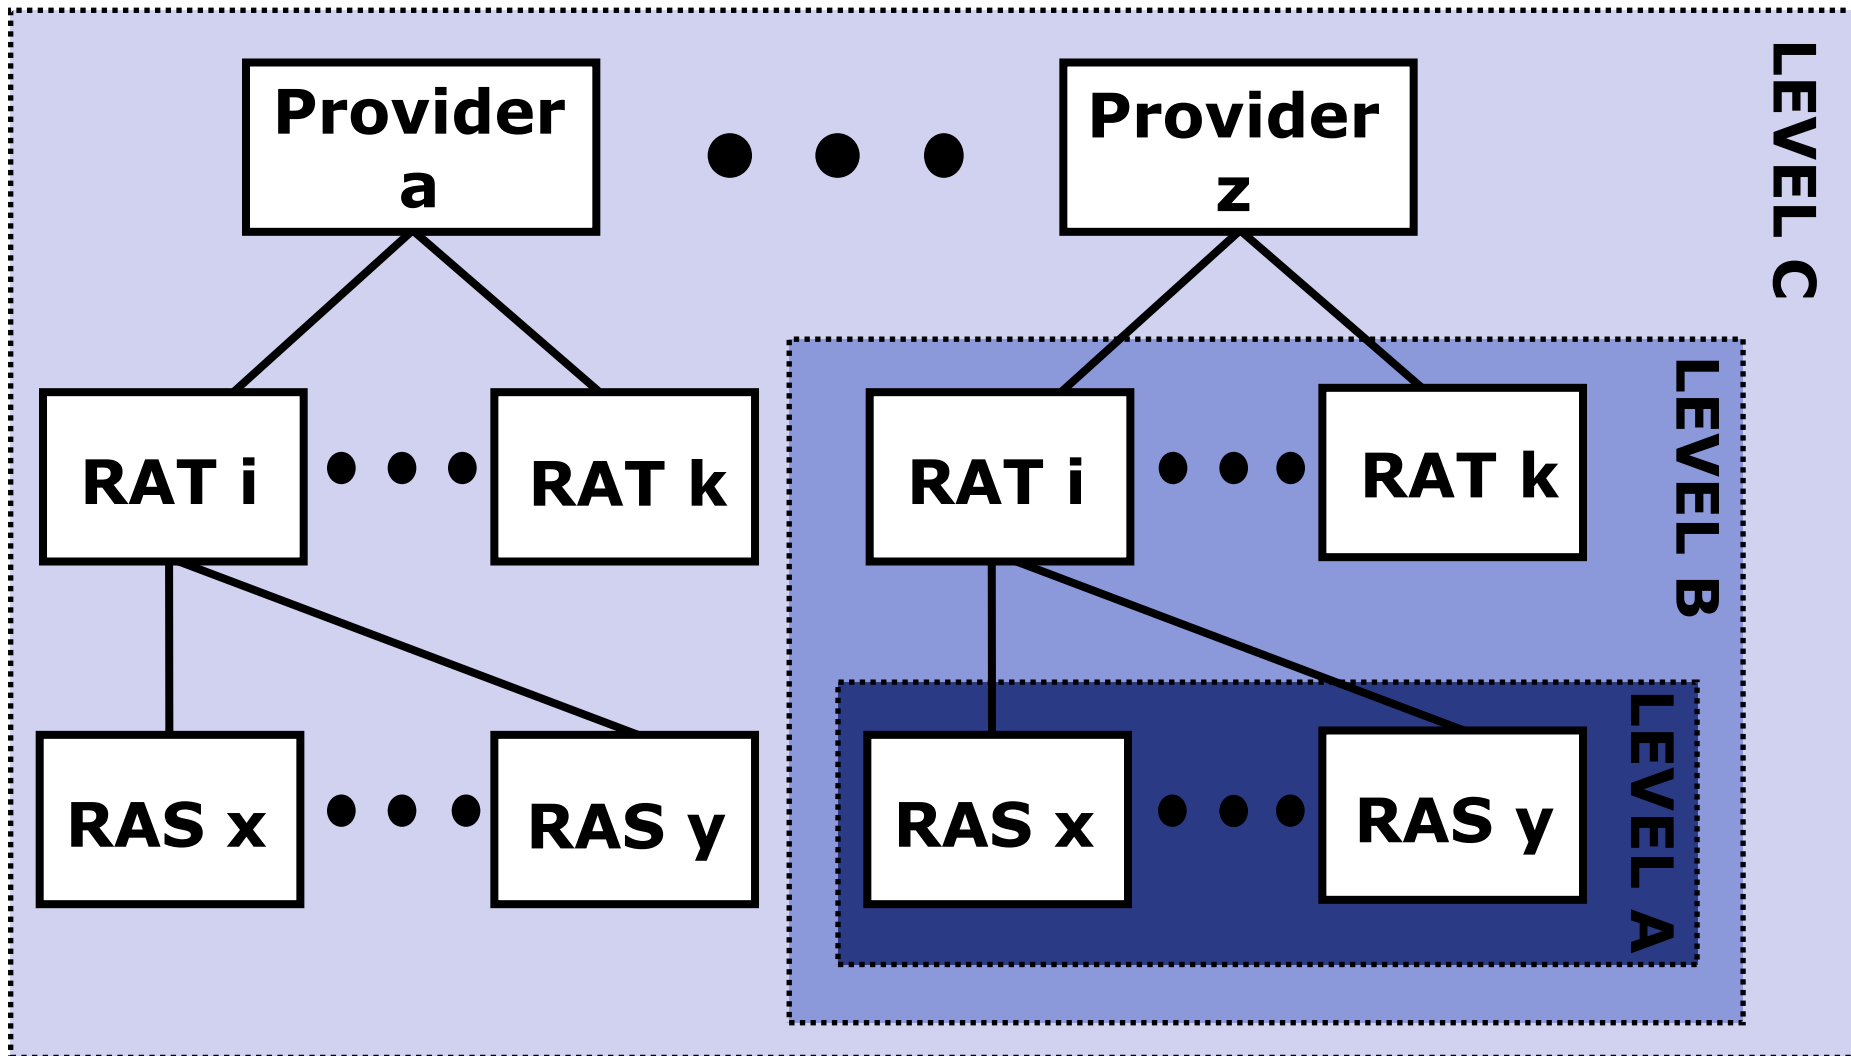 Provider
a
Provider
z
LEVEL C
RAT i
RAT k
RAT i
RAT k
LEVEL B
RAS x
RAS y
RAS x
RAS y
LEVEL A